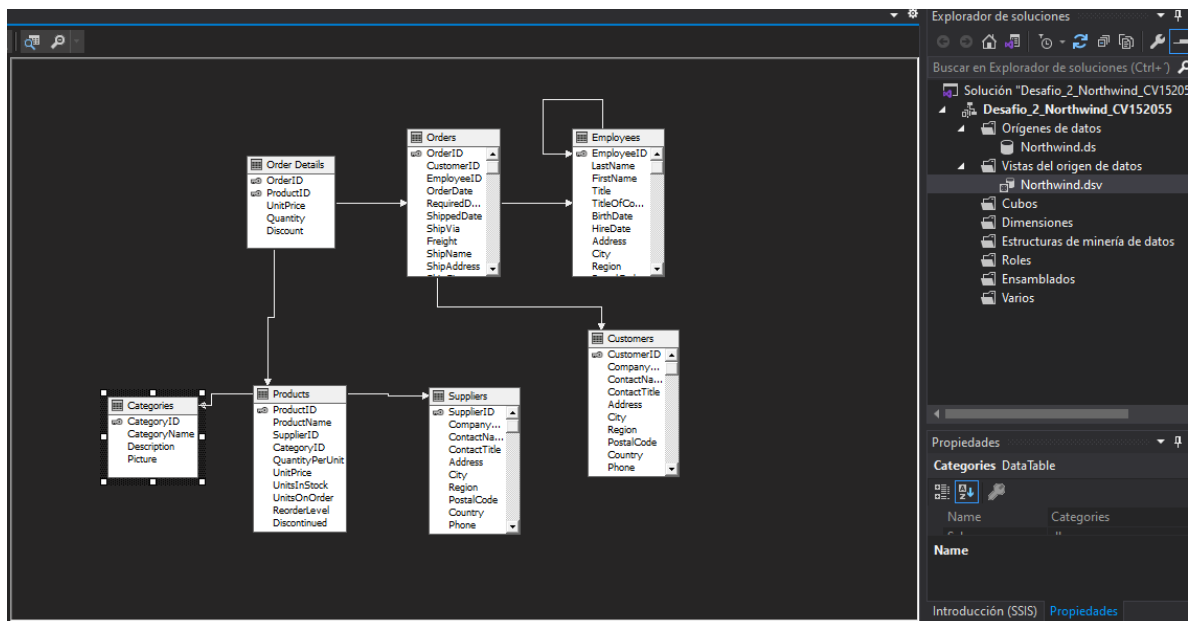 Order Details
OrderID
ProductID
UnitPrice
Quantity
Discount
Orders
OrderID
CustomerID
EmployeeID
OrderDate
RequiredD...
ShippedDate
ShipVia
Freight
ShipName
ShipAddress
Employees
EmployeeID
LastName
FirstName
Title
TitleOfCo...
BirthDate
HireDate
Address
City
Region
Customers
CustomerID
Company...
ContactNa...
ContactTitle
Address
City
Region
PostalCode
Country
Phone
Categories
CategoryID
CategoryName
Description
Picture
Products
ProductID
ProductName
SupplierID
CategoryID
QuantityPerUnit
UnitPrice
UnitsInStock
UnitsOnOrder
ReorderLevel
Discontinued
Suppliers
SupplierID
Company...
ContactNa...
ContactTitle
Address
City
Region
PostalCode
Country
Phone
Explorador de soluciones
Buscar en Explorador de soluciones (Ctrl+´)
Solución "Desafio_2_Northwind_CV15205
Desafio_2_Northwind_CV152055
Orígenes de datos
Northwind.ds
Vistas del origen de datos
Northwind.dsv
Cubos
Dimensiones
Estructuras de minería de datos
Roles
Ensamblados
Varios
Propiedades
Categories DataTable
Name Categories
Name
Introducción (SSIS) Propiedades